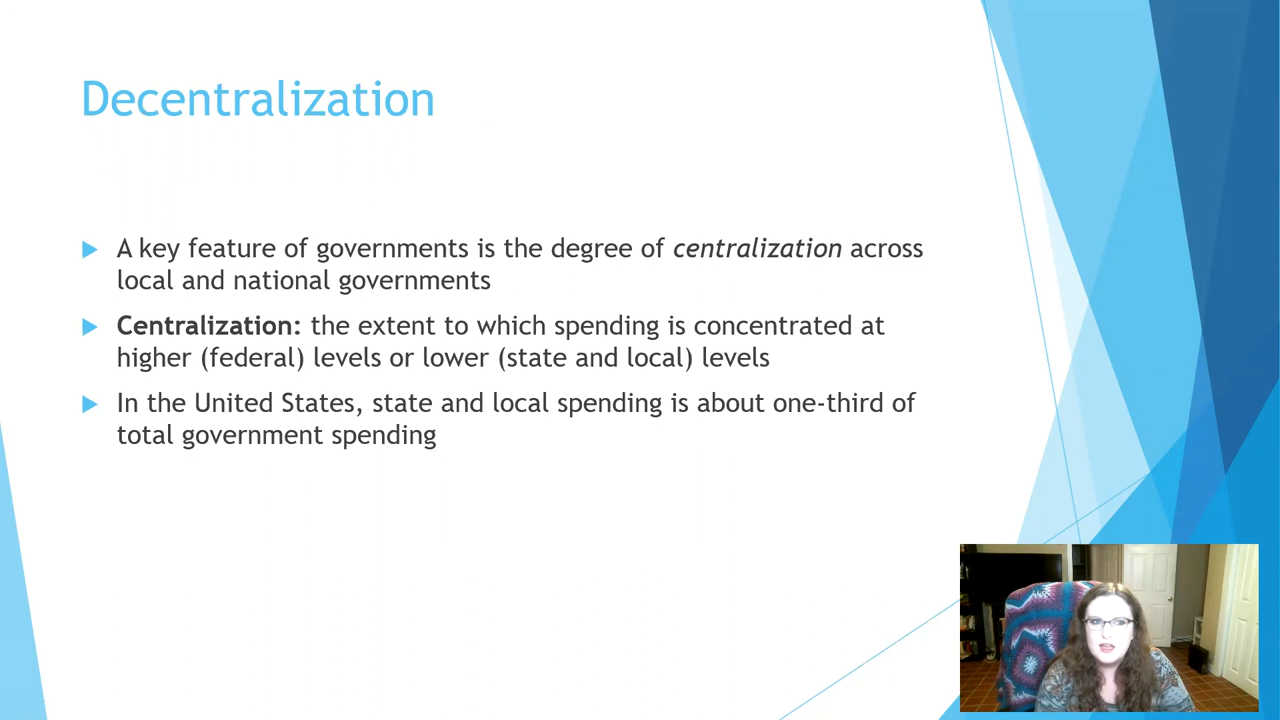 Decentralization
A key feature of governments is the degree of centralization across
local and national governments
Centralization: the extent to which spending is concentrated at
higher (federal) levels or lower (state and local) levels
In the United States, state and local spending is about one-third of
total government spending